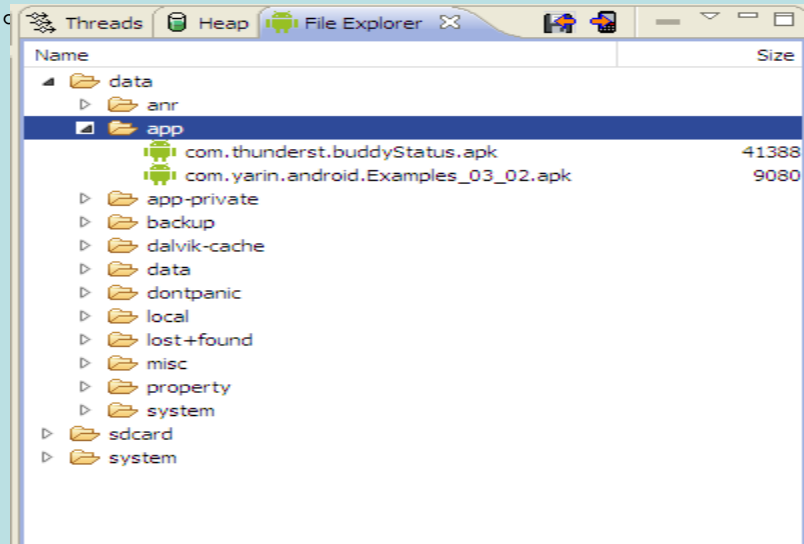 Threads Heap File Explorer
Name Size
data
anr
app
com.thunderst.buddyStatus.apk 41388
com.yarin.android.Examples_03_02.apk 9080
app-private
backup
dalvik-cache
data
dontpanic
local
lost+found
misc
property
system
sdcard
system